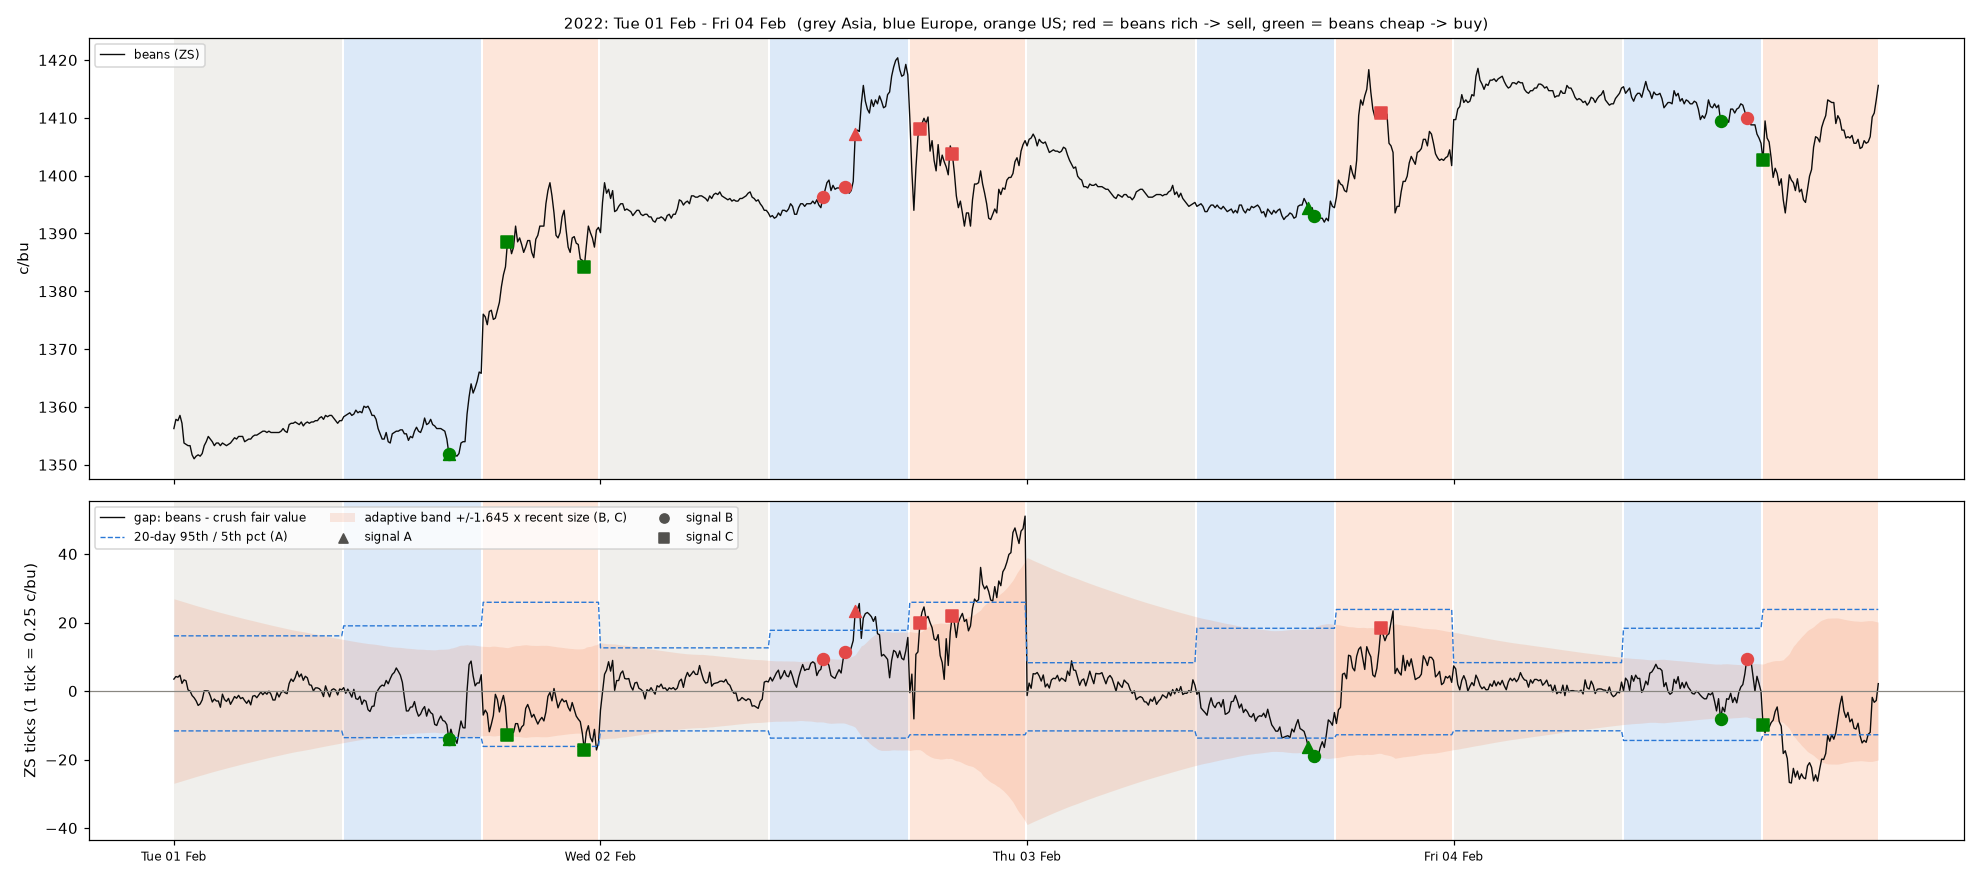 2022: Tue 01 Feb - Fri 04 Feb  (grey Asia, blue Europe, orange US; red = beans rich -> sell, green = beans cheap -> buy)
beans (ZS)
c/bu
1420
1410
1400
1390
1380
1370
1360
1350
gap: beans - crush fair value
20-day 95th / 5th pct (A)
adaptive band +/-1.645 x recent size (B, C)
signal A
signal B
signal C
ZS ticks (1 tick = 0.25 c/bu)
40
20
0
−20
−40
Tue 01 Feb
Wed 02 Feb
Thu 03 Feb
Fri 04 Feb